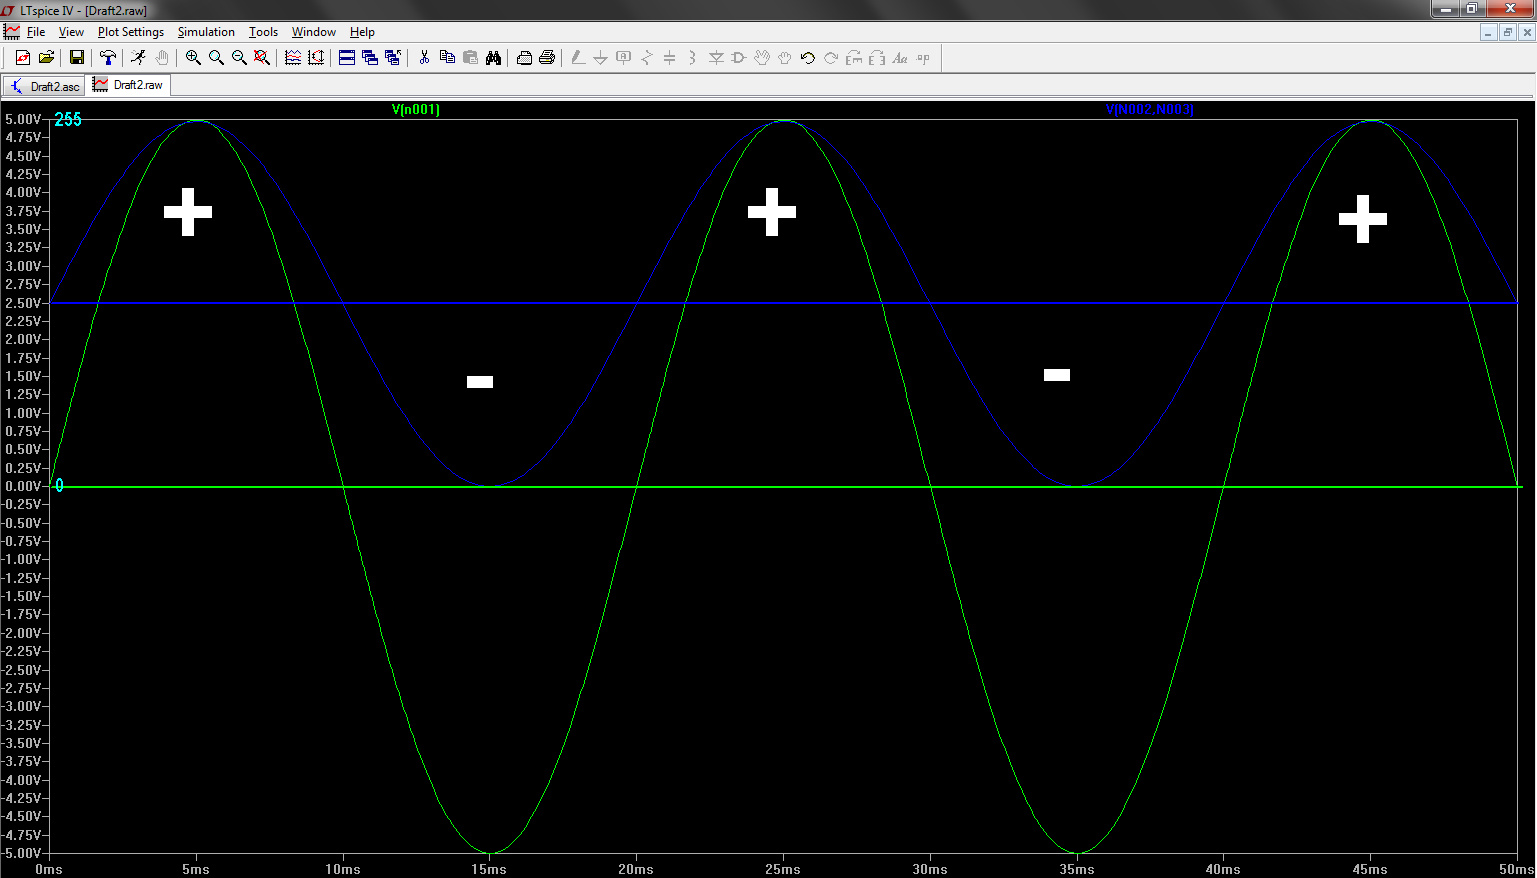 LTspice IV - [Draft2.raw]
File View Plot Settings Simulation Tools Window Help
Draft2.asc Draft2.raw
V(n001) V(N002,N003)
5.00V 255
4.75V
4.50V
4.25V
4.00V
3.75V
3.50V
3.25V
3.00V
2.75V
2.50V
2.25V
2.00V
1.75V
1.50V
1.25V
1.00V
0.75V
0.50V
0.25V
0.00V 0
-0.25V
-0.50V
-0.75V
-1.00V
-1.25V
-1.50V
-1.75V
-2.00V
-2.25V
-2.50V
-2.75V
-3.00V
-3.25V
-3.50V
-3.75V
-4.00V
-4.25V
-4.50V
-4.75V
-5.00V
0ms 5ms 10ms 15ms 20ms 25ms 30ms 35ms 40ms 45ms 50ms